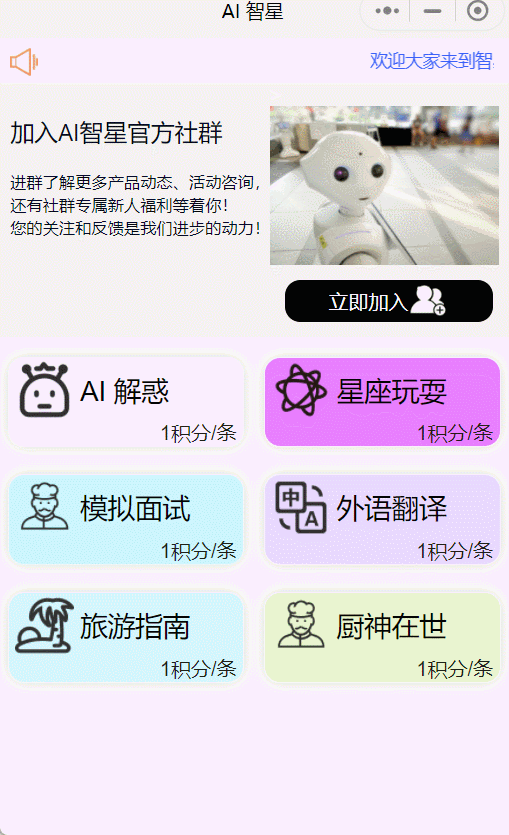 AI 智星
欢迎大家来到智
加入AI智星官方社群
进群了解更多产品动态、活动咨询，
还有社群专属新人福利等着你！
您的关注和反馈是我们进步的动力！
立即加入
AI 解惑
1积分/条
星座玩耍
1积分/条
模拟面试
1积分/条
中 A
外语翻译
1积分/条
旅游指南
1积分/条
厨神在世
1积分/条